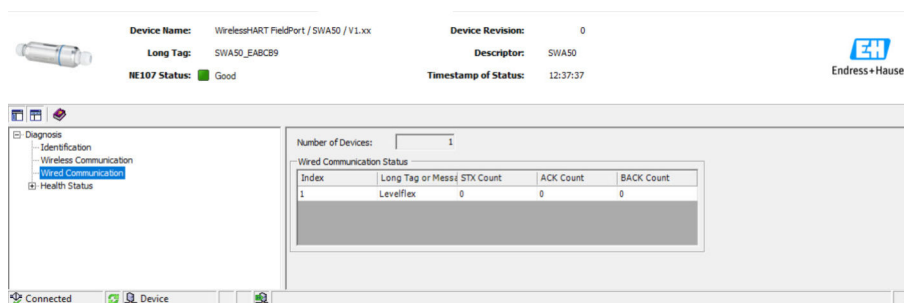 Device Name: WirelessHART FieldPort / SWA50 / V1.xx Device Revision: 0
Long Tag: SWA50_EABCB9 Descriptor: SWA50
NE107 Status: Good Timestamp of Status: 12:37:37
EH
Endress+Hause
Diagnosis
Identification
Wireless Communication
Wired Communication
Health Status
Number of Devices: 1
Wired Communication Status
Index Long Tag or Messa STX Count ACK Count BACK Count
1 Levelflex 0 0 0
Connected Device